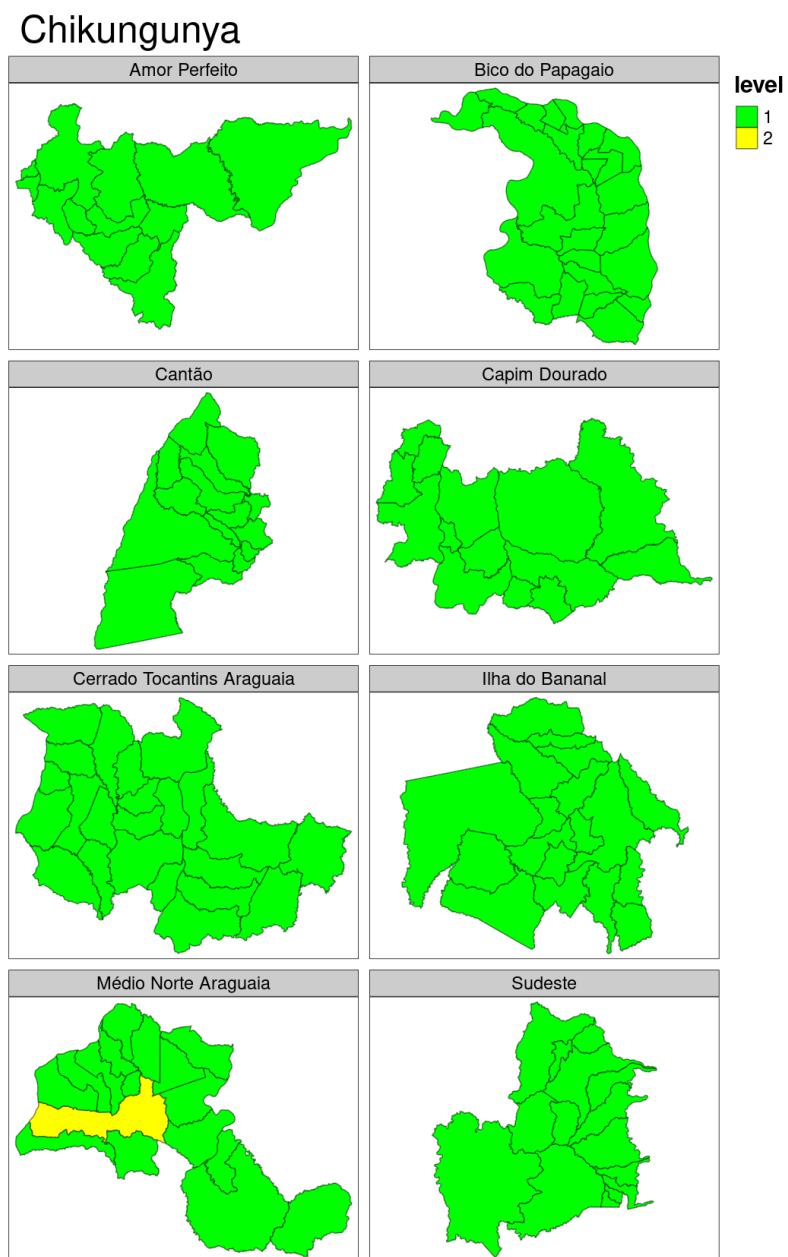 Chikungunya
Amor Perfeito
Bico do Papagaio
level
1
2
Cantão
Capim Dourado
Cerrado Tocantins Araguaia
Ilha do Bananal
Médio Norte Araguaia
Sudeste